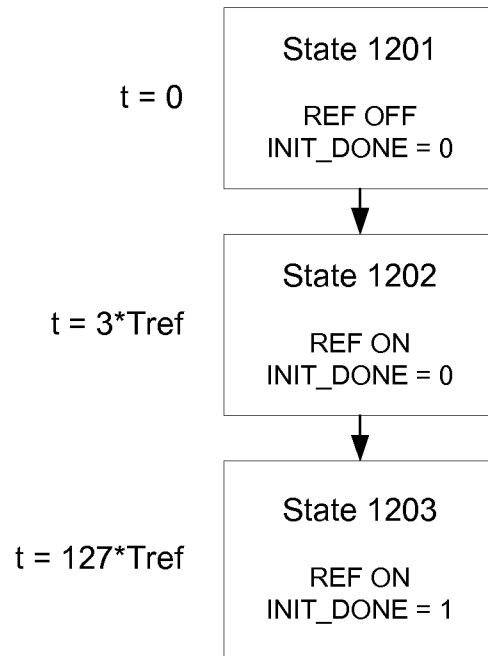 State 1201
t = 0
REF OFF
INIT_DONE = 0
State 1202
t = 3*Tref
REF ON
INIT_DONE = 0
State 1203
t = 127*Tref
REF ON
INIT_DONE = 1